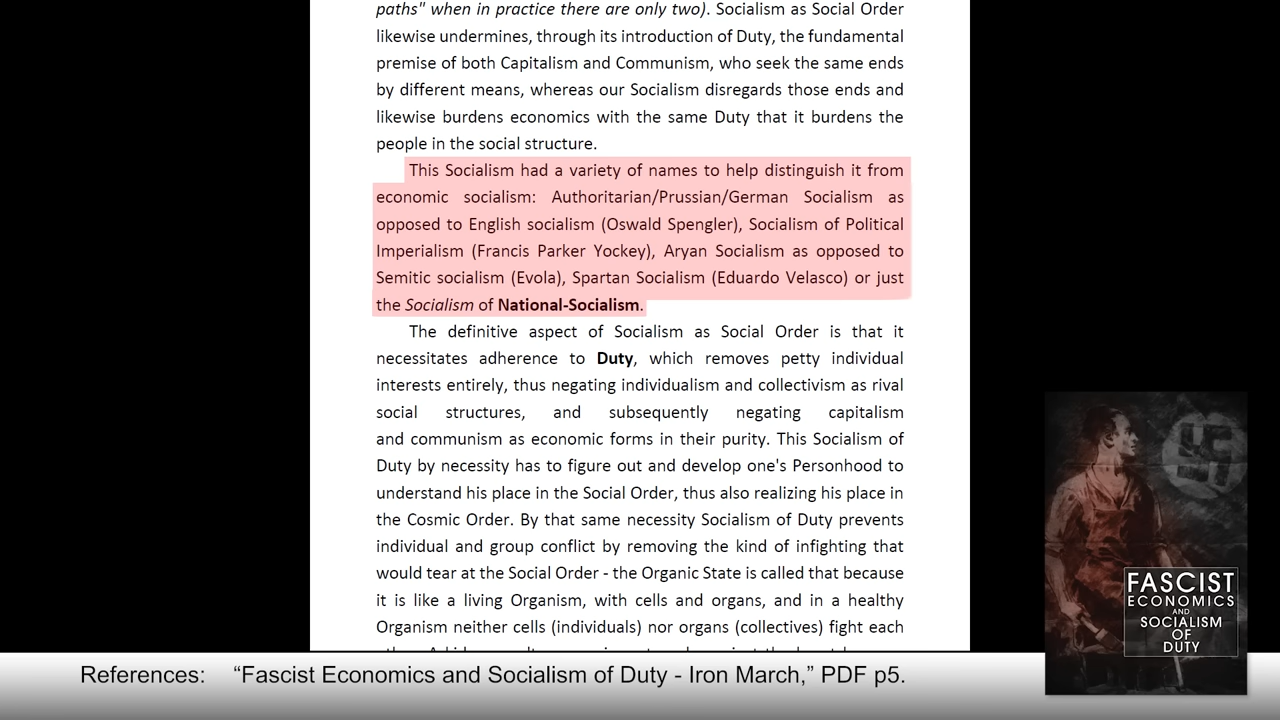 paths" when in practice there are only two). Socialism as Social Order
likewise undermines, through its introduction of Duty, the fundamental
premise of both Capitalism and Communism, who seek the same ends
by different means, whereas our Socialism disregards those ends and
likewise burdens economics with the same Duty that it burdens the
people in the social structure.
This Socialism had a variety of names to help distinguish it from
economic socialism: Authoritarian/Prussian/German Socialism as
opposed to English socialism (Oswald Spengler), Socialism of Political
Imperialism (Francis Parker Yockey), Aryan Socialism as opposed to
Semitic socialism (Evola), Spartan Socialism (Eduardo Velasco) or just
the Socialism of National-Socialism.
The definitive aspect of Socialism as Social Order is that it
necessitates adherence to Duty, which removes petty individual
interests entirely, thus negating individualism and collectivism as rival
social structures, and subsequently negating capitalism
and communism as economic forms in their purity. This Socialism of
Duty by necessity has to figure out and develop one's Personhood to
understand his place in the Social Order, thus also realizing his place in
the Cosmic Order. By that same necessity Socialism of Duty prevents
individual and group conflict by removing the kind of infighting that
would tear at the Social Order - the Organic State is called that because
it is like a living Organism, with cells and organs, and in a healthy
Organism neither cells (individuals) nor organs (collectives) fight each
FASCIST
ECONOMICS
AND
SOCIALISM
OF
DUTY
References: “Fascist Economics and Socialism of Duty - Iron March,” PDF p5.